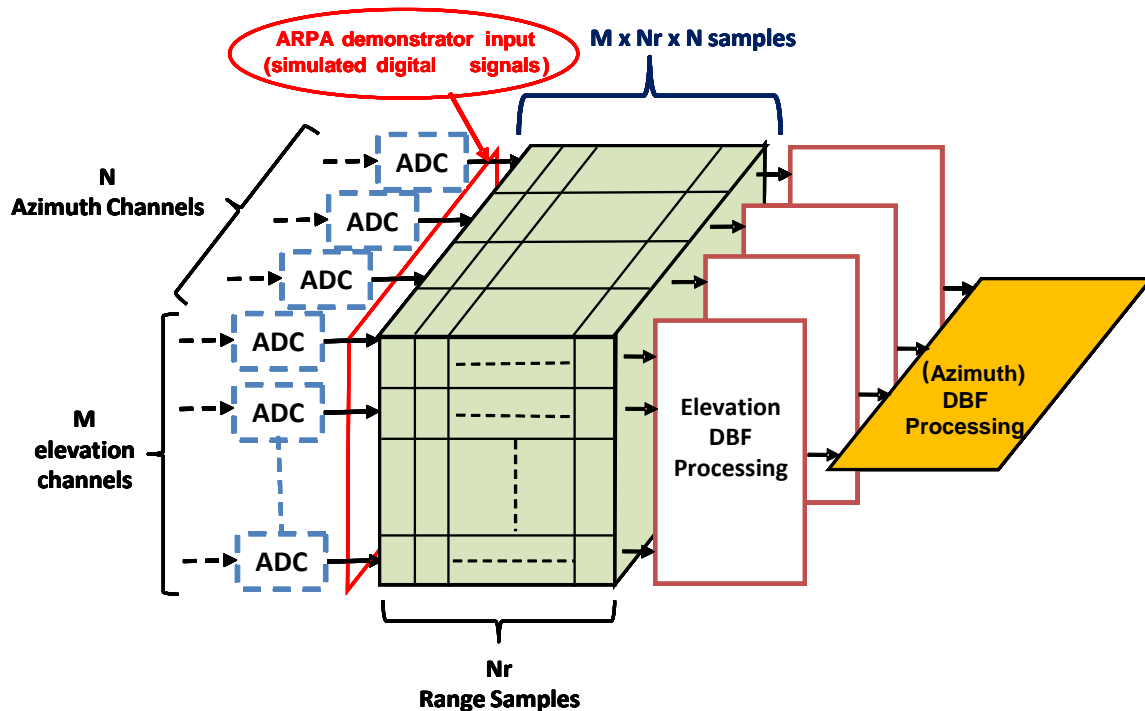 ARPA demonstrator input
(simulated digital signals)
M x Nr x N samples
N
Azimuth Channels
ADC
ADC
ADC
ADC
ADC
ADC
M
elevation
channels
Elevation
DBF
Processing
(Azimuth)
DBF
Processing
Nr
Range Samples